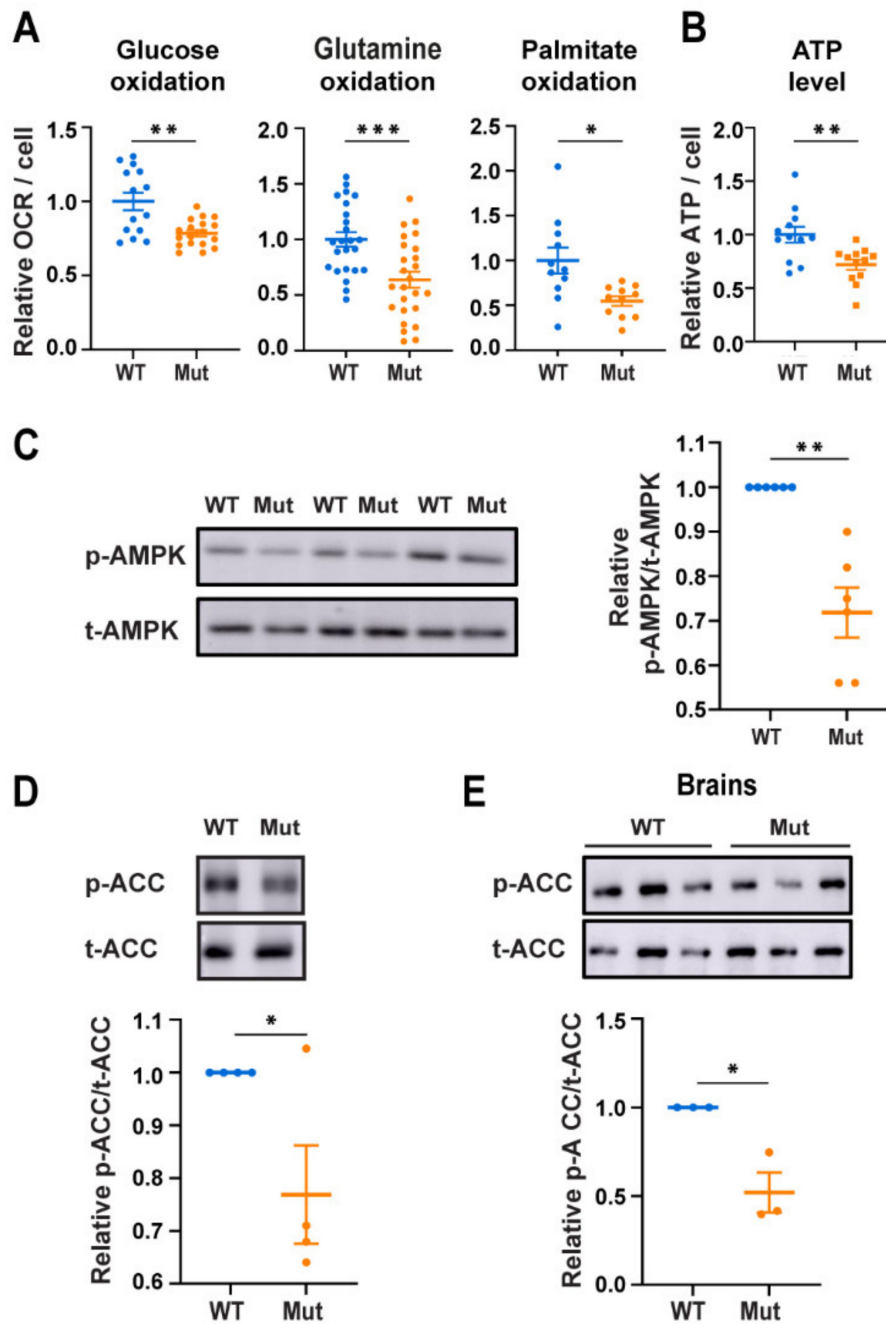 A
B
Glucose
oxidation
Glutamine
oxidation
Palmitate
oxidation
ATP
level
Relative OCR / cell
1.5
1.0
0.5
0.0
**
WT Mut
2.0
1.5
1.0
0.5
0.0
***
WT Mut
2.5
2.0
1.5
1.0
0.5
0.0
*
WT Mut
Relative ATP / cell
2.0
1.5
1.0
0.5
0.0
**
WT Mut
C
WT Mut WT Mut WT Mut
p-AMPK
t-AMPK
Relative
p-AMPK/t-AMPK
1.1
1.0
0.9
0.8
0.7
0.6
0.5
**
WT Mut
D
WT Mut
p-ACC
t-ACC
Relative p-ACC/t-ACC
1.1
1.0
0.9
0.8
0.7
0.6
*
WT Mut
E
Brains
WT Mut
p-ACC
t-ACC
Relative p-A CC/t-ACC
1.5
1.0
0.5
0.0
*
WT Mut